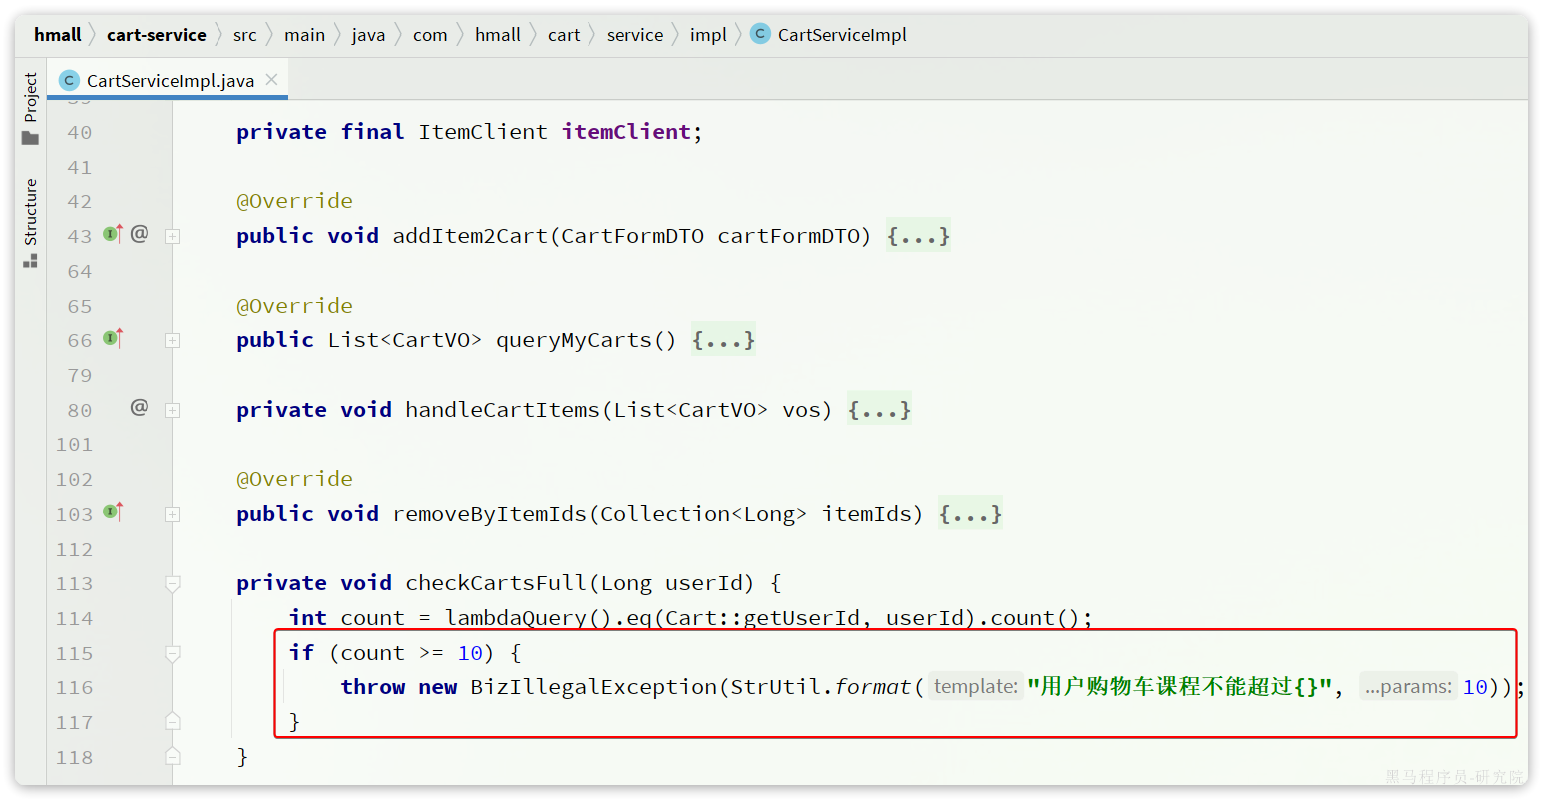 hmall cart-service src main java com hmall cart service impl C CartServiceImpl
Project
Structure
C CartServiceImpl.java
40 private final ItemClient itemClient;
41
42 @Override
43 I @ public void addItem2Cart(CartFormDTO cartFormDTO) {...}
64
65 @Override
66 I public List<CartVO> queryMyCarts() {...}
79
80 @ private void handleCartItems(List<CartVO> vos) {...}
101
102 @Override
103 I public void removeByItemIds(Collection<Long> itemIds) {...}
112
113 private void checkCartsFull(Long userId) {
114 int count = lambdaQuery().eq(Cart::getUserId, userId).count();
115 if (count >= 10) {
116 throw new BizIllegalException(StrUtil.format( template: "用户购物车课程不能超过{}", ...params: 10));
117 }
118 }
黑马程序员-研究院